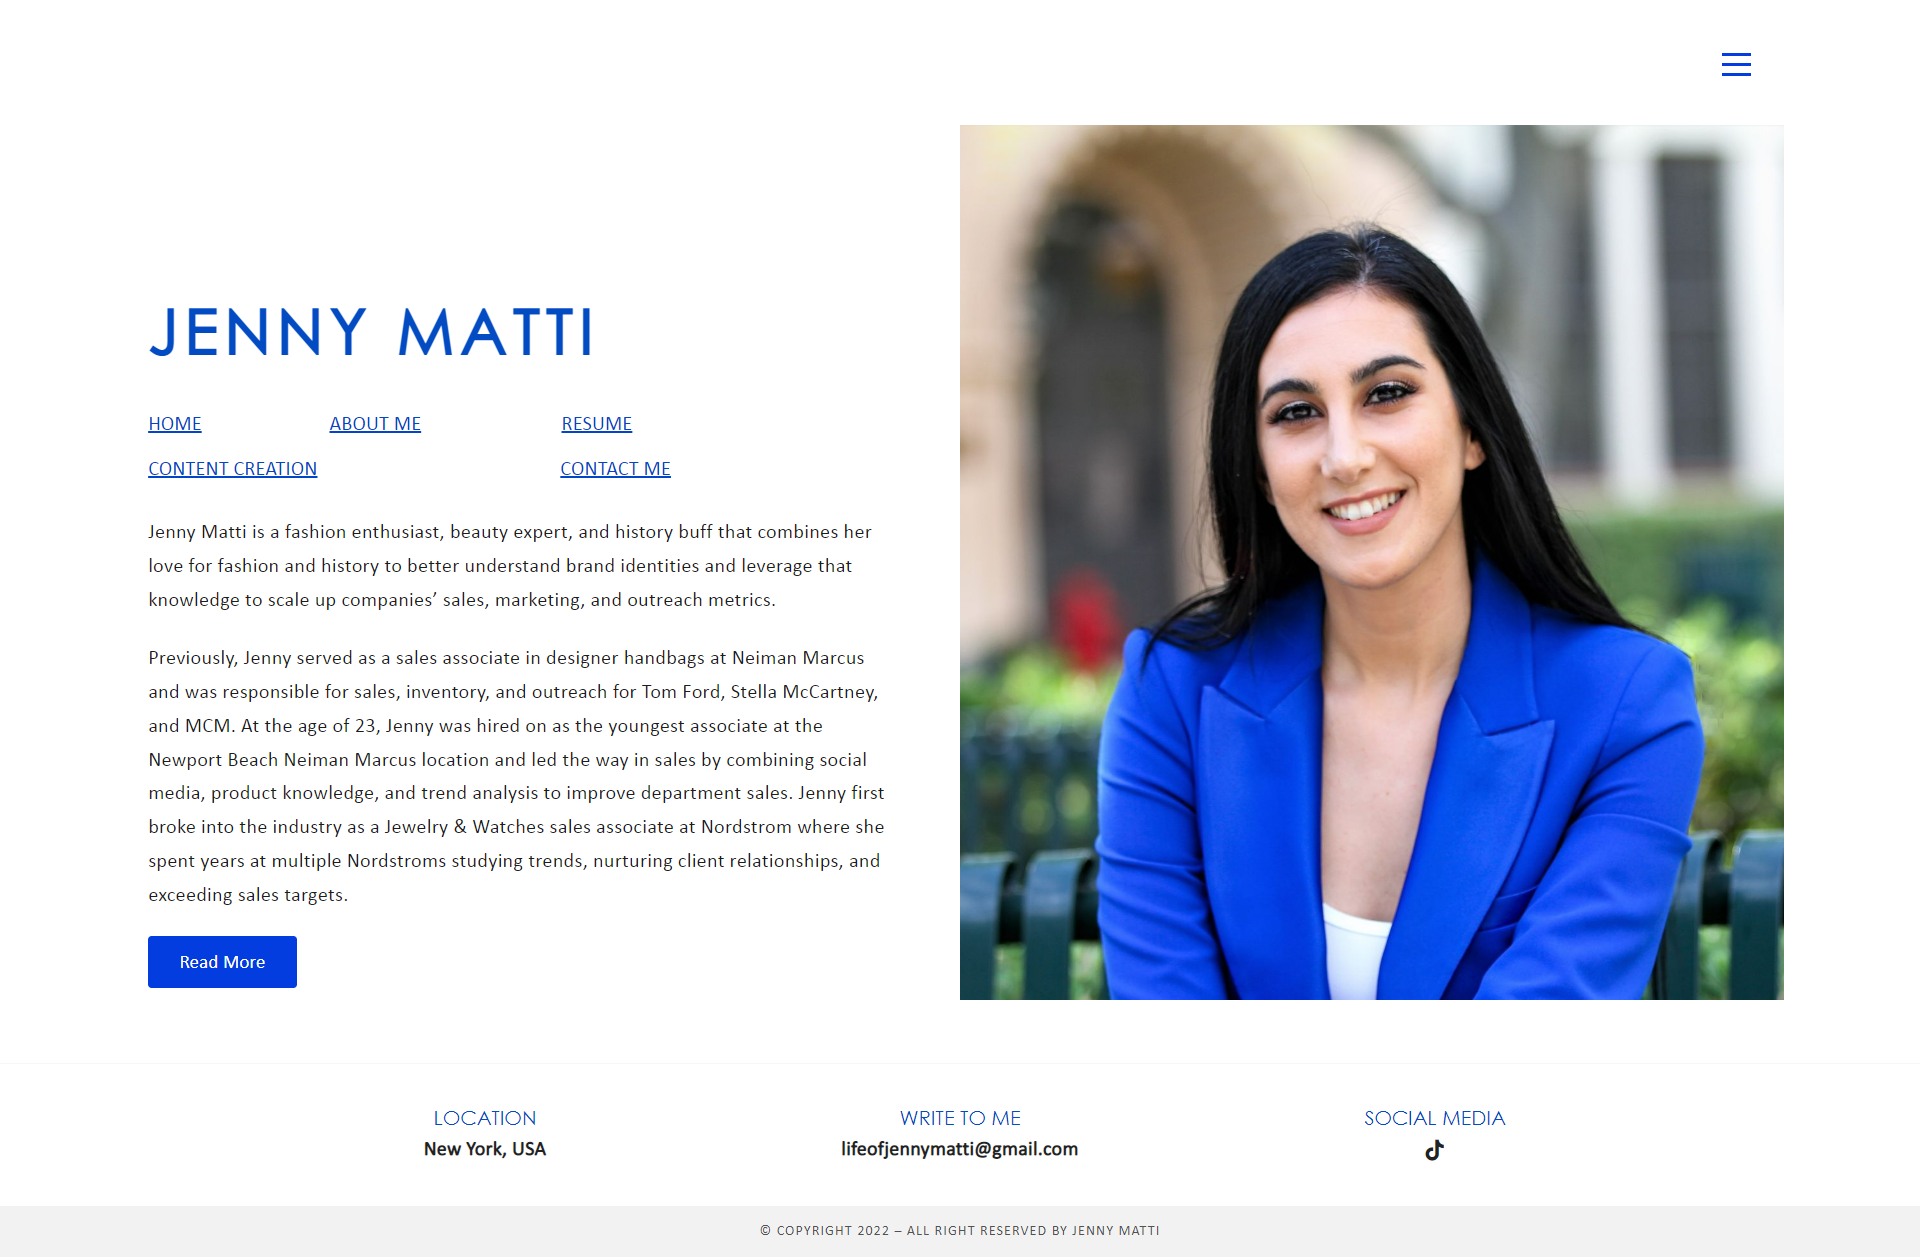 JENNY MATTI
HOME ABOUT ME RESUME
CONTENT CREATION CONTACT ME
Jenny Matti is a fashion enthusiast, beauty expert, and history buff that combines her
love for fashion and history to better understand brand identities and leverage that
knowledge to scale up companies’ sales, marketing, and outreach metrics.
Previously, Jenny served as a sales associate in designer handbags at Neiman Marcus
and was responsible for sales, inventory, and outreach for Tom Ford, Stella McCartney,
and MCM. At the age of 23, Jenny was hired on as the youngest associate at the
Newport Beach Neiman Marcus location and led the way in sales by combining social
media, product knowledge, and trend analysis to improve department sales. Jenny first
broke into the industry as a Jewelry & Watches sales associate at Nordstrom where she
spent years at multiple Nordstroms studying trends, nurturing client relationships, and
exceeding sales targets.
Read More
LOCATION
New York, USA
WRITE TO ME
lifeofjennymatti@gmail.com
SOCIAL MEDIA
© COPYRIGHT 2022 – ALL RIGHT RESERVED BY JENNY MATTI